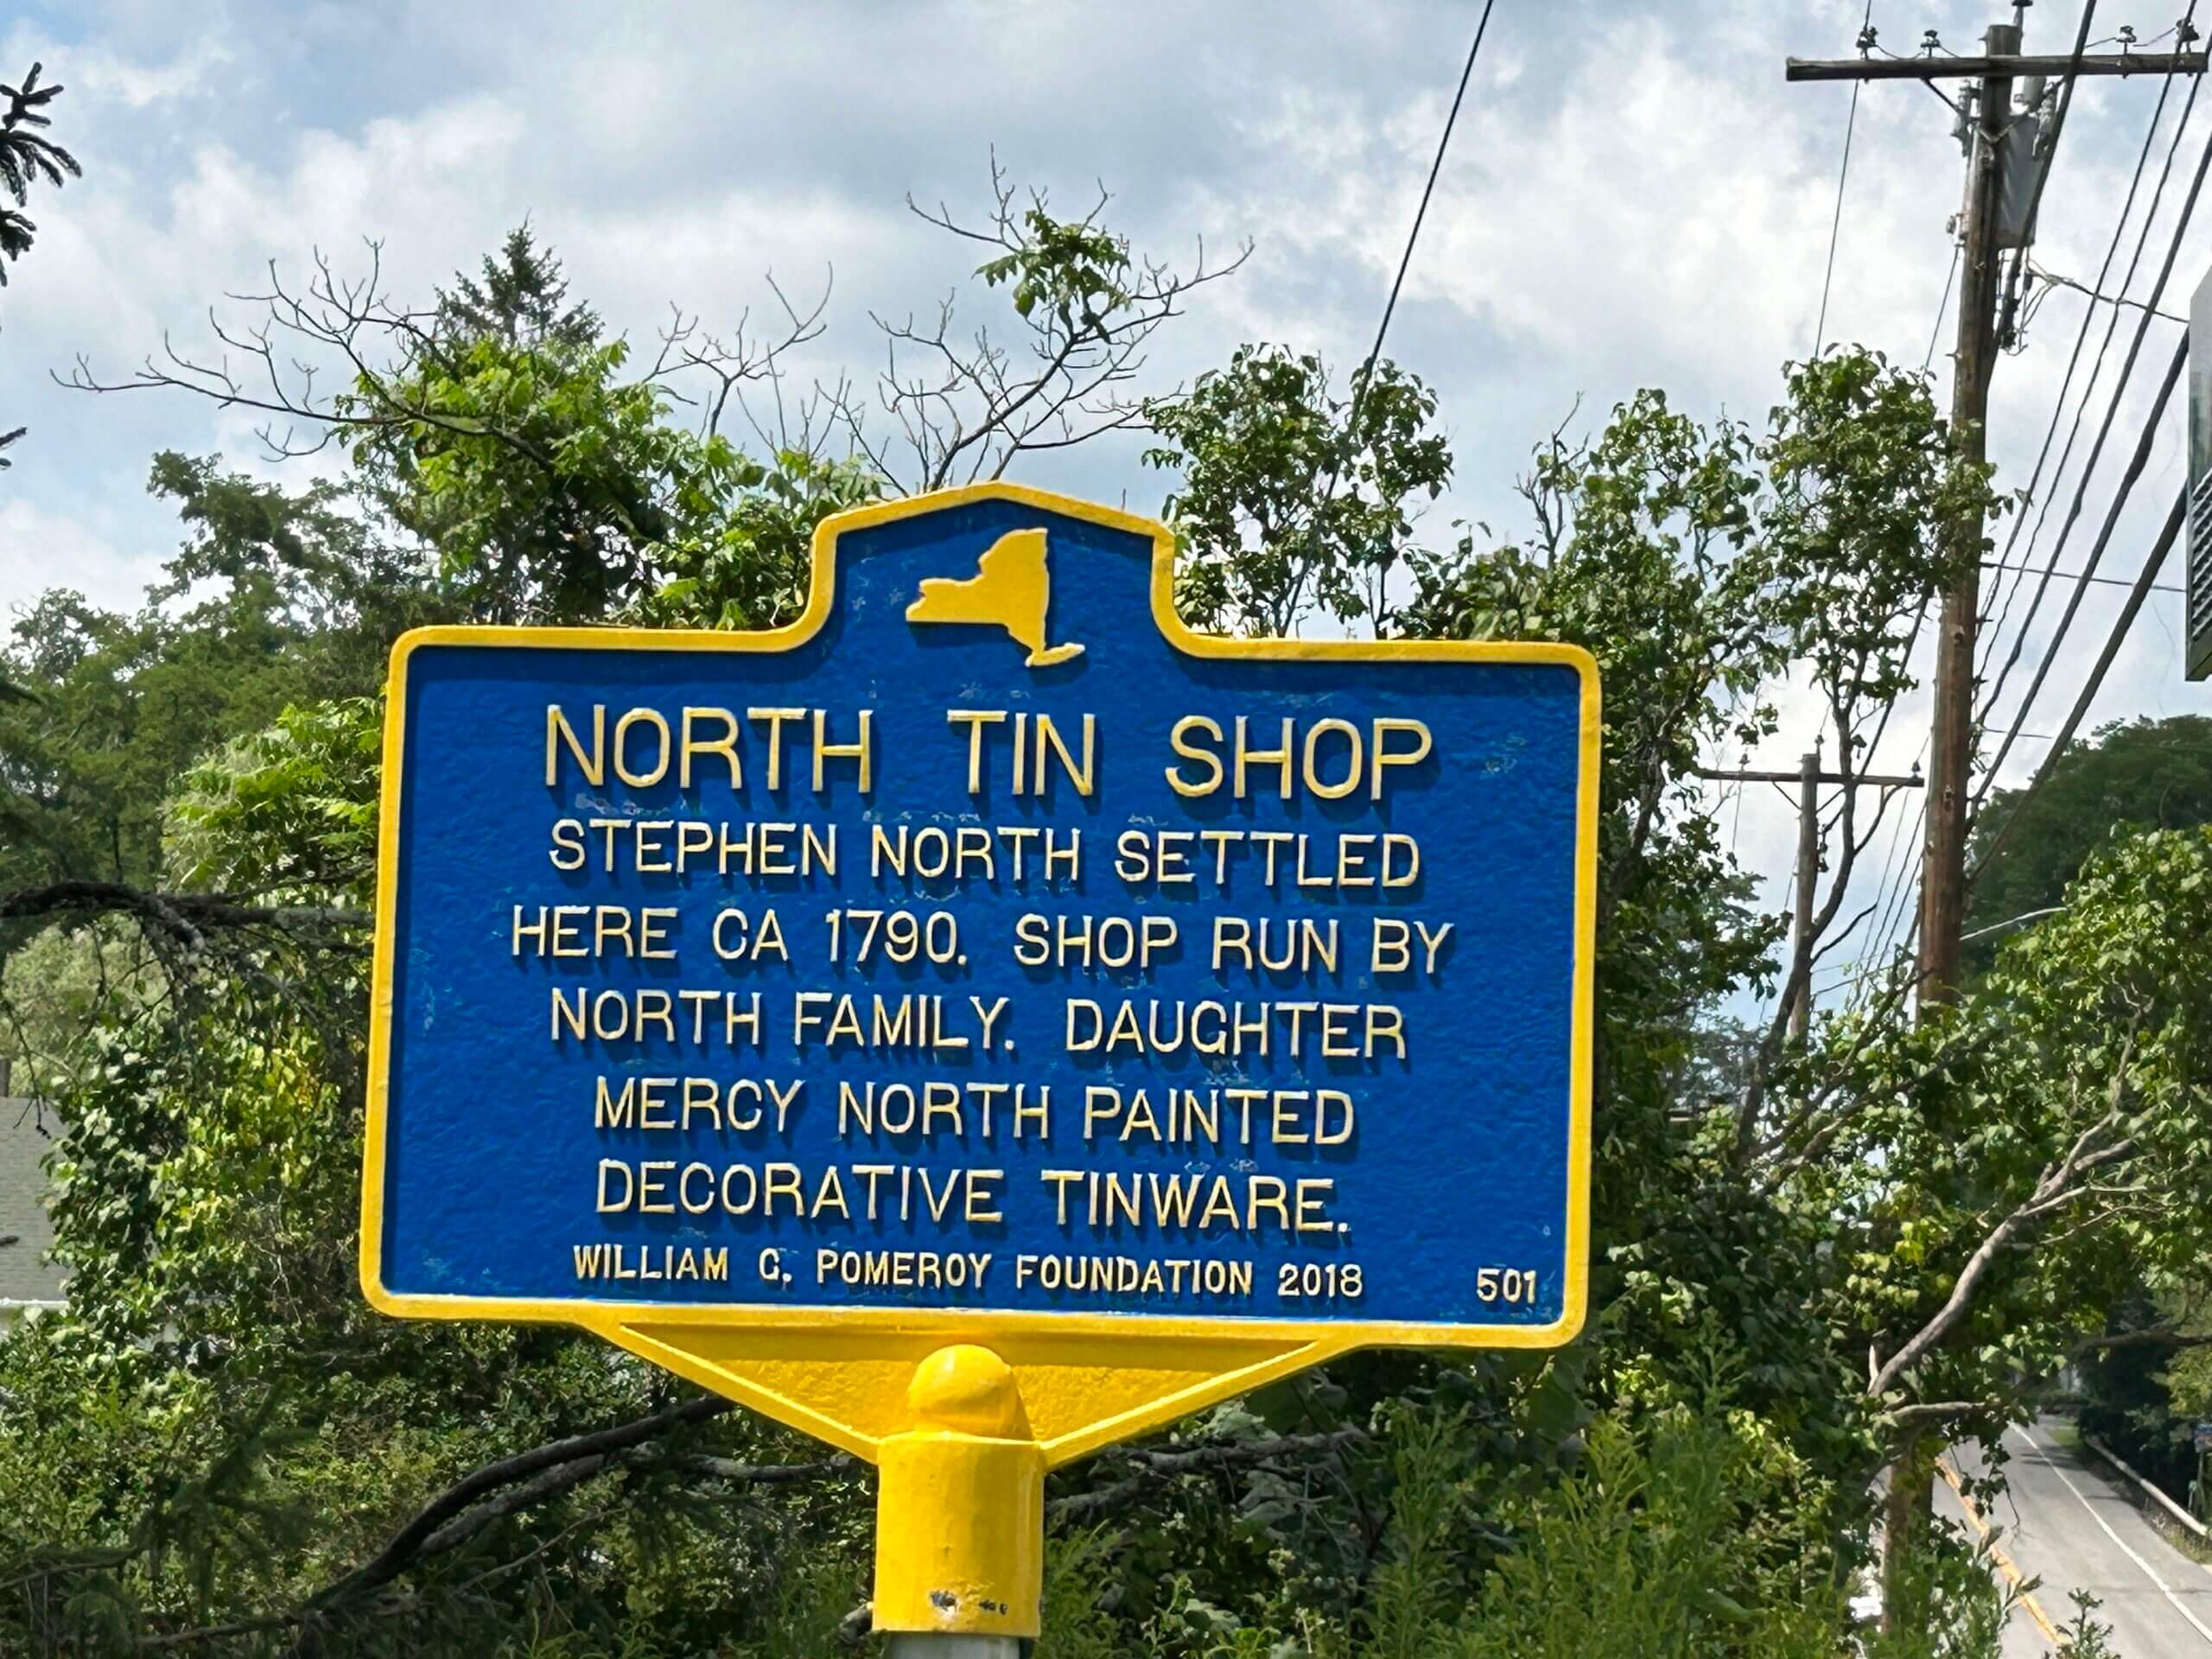 NORTH TIN SHOP
STEPHEN NORTH SETTLED
HERE CA 1790. SHOP RUN BY
NORTH FAMILY. DAUGHTER
MERCY NORTH PAINTED
DECORATIVE TINWARE.
WILLIAM G. POMEROY FOUNDATION 2018
501